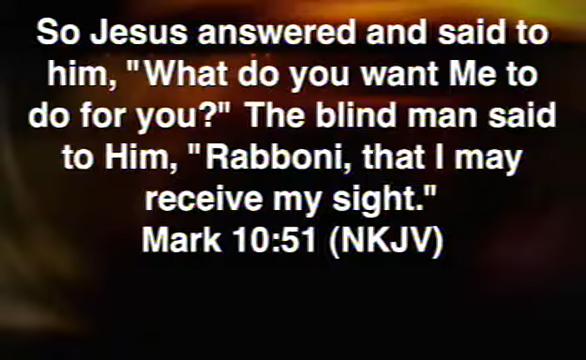 So Jesus answered and said to
him, "What do you want Me to
do for you?" The blind man said
to Him, "Rabboni, that I may
receive my sight."
Mark 10:51 (NKJV)